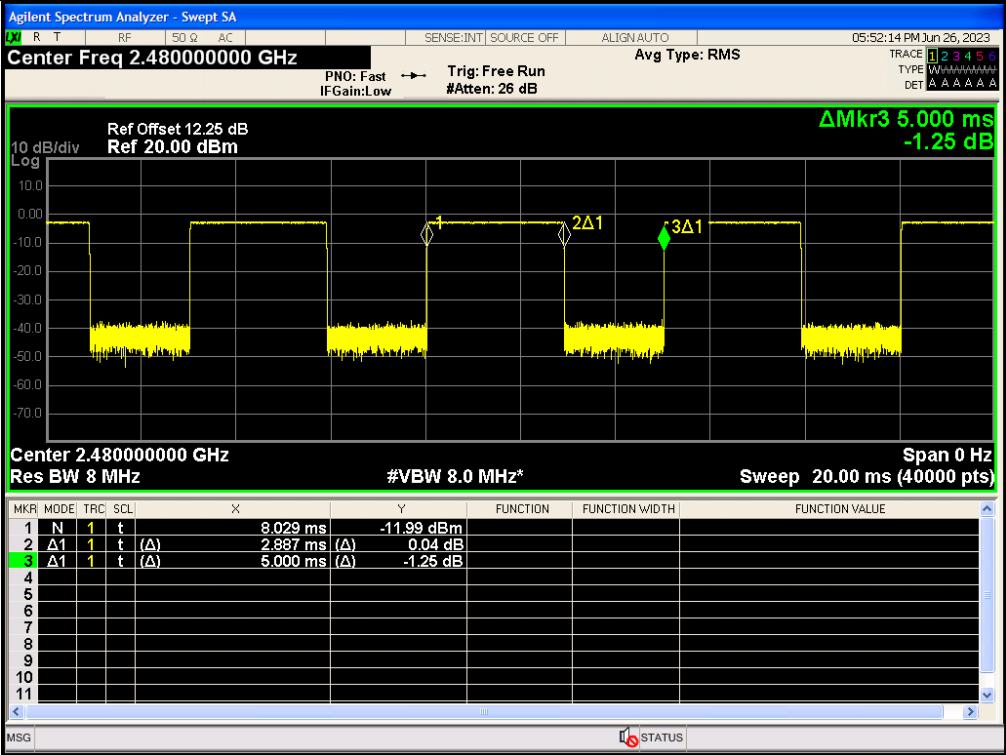 Agilent Spectrum Analyzer - Swept SA
LXI R T RF 50 Ω AC SENSE:INT SOURCE OFF ALIGN AUTO 05:52:14 PM Jun 26, 2023
Center Freq 2.480000000 GHz
PNO: Fast
IFGain:Low
Trig: Free Run
#Atten: 26 dB
Avg Type: RMS
TRACE 1 2 3 4 5 6
TYPE W
DET A A A A A A
ΔMkr3 5.000 ms
-1.25 dB
Ref Offset 12.25 dB
10 dB/div Ref 20.00 dBm
Log
10.0
0.00
-10.0
-20.0
-30.0
-40.0
-50.0
-60.0
-70.0
1
2Δ1
3Δ1
Center 2.480000000 GHz Span 0 Hz
Res BW 8 MHz #VBW 8.0 MHz* Sweep 20.00 ms (40000 pts)
MKR MODE TRC SCL X Y FUNCTION FUNCTION WIDTH FUNCTION VALUE
1 N 1 t 8.029 ms -11.99 dBm
2 Δ1 1 t (Δ) 2.887 ms (Δ) 0.04 dB
3 Δ1 1 t (Δ) 5.000 ms (Δ) -1.25 dB
4
5
6
7
8
9
10
11
MSG STATUS